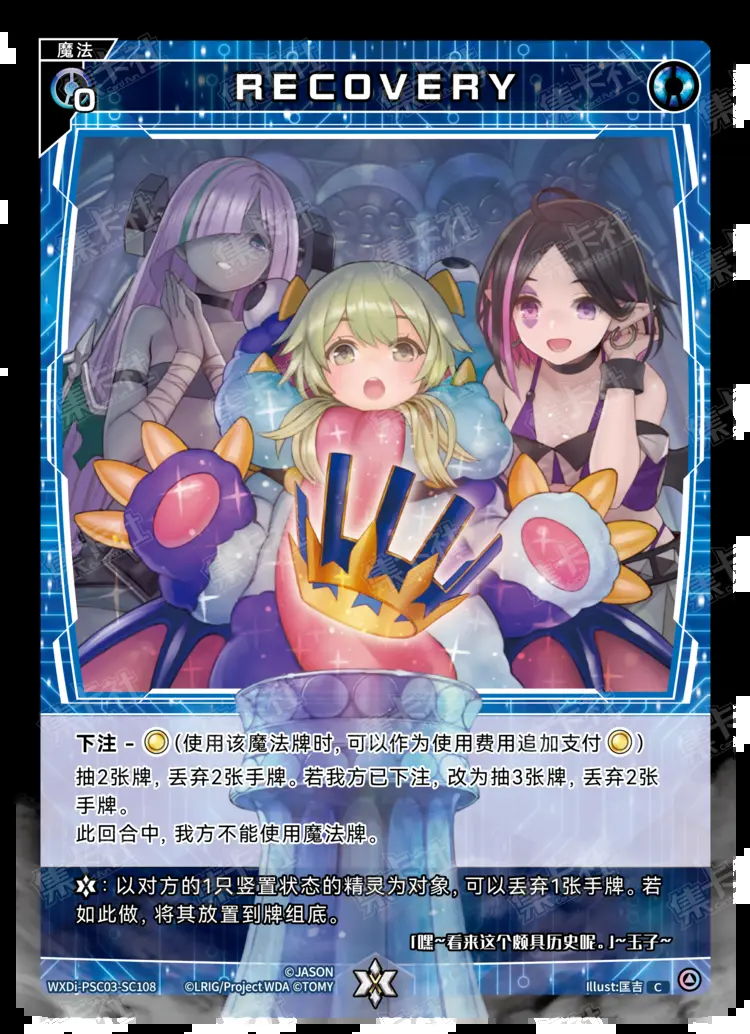 魔法
0
RECOVERY
下注 - (使用该魔法牌时, 可以作为使用费用追加支付)
抽2张牌, 丢弃2张手牌。若我方已下注, 改为抽3张牌, 丢弃2张
手牌。
此回合中, 我方不能使用魔法牌。
: 以对方的1只竖置状态的精灵为对象, 可以丢弃1张手牌。若
如此做, 将其放置到牌组底。
「嘿~看来这个颇具历史呢。」~玉子~
©JASON
WXDi-PSC03-SC108 ©LRIG/Project WDA ©TOMY Illust:匡吉 C
集卡社